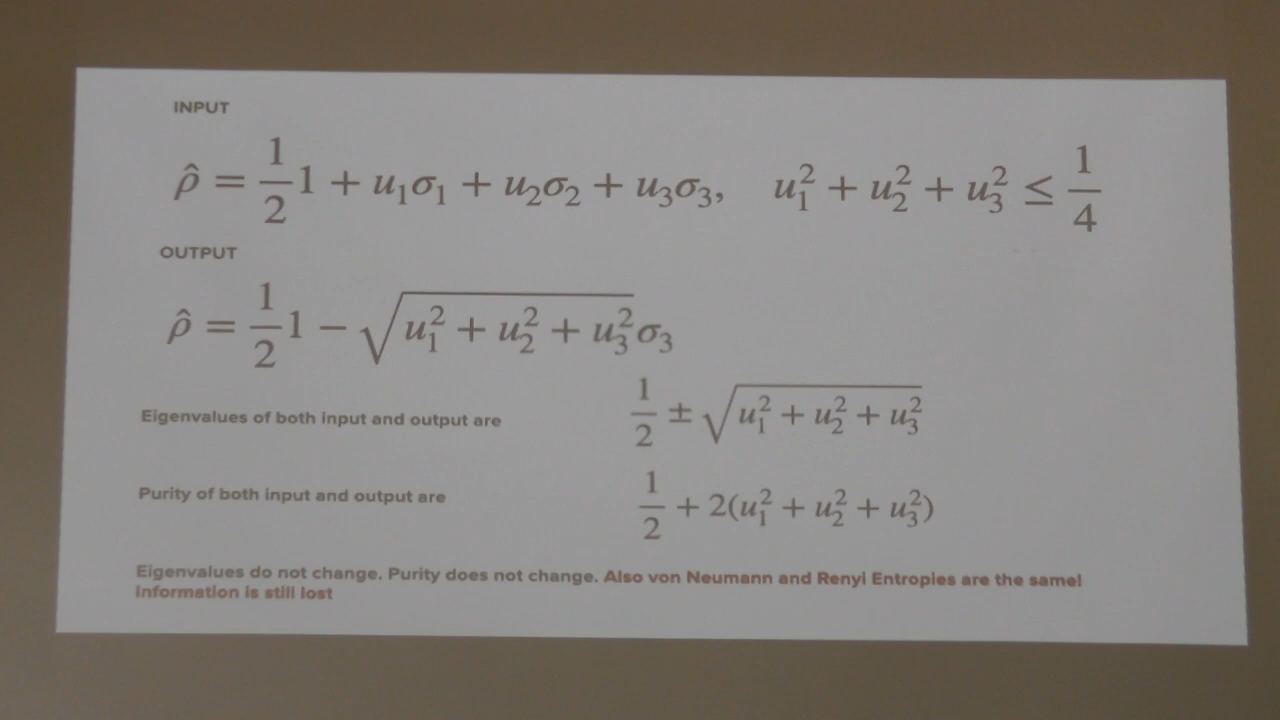 INPUT
ρ̂ = 1/2 1 + u₁σ₁ + u₂σ₂ + u₃σ₃, u₁² + u₂² + u₃² ≤ 1/4
OUTPUT
ρ̂ = 1/2 1 − √(u₁² + u₂² + u₃²) σ₃
Eigenvalues of both input and output are 1/2 ± √(u₁² + u₂² + u₃²)
Purity of both input and output are 1/2 + 2(u₁² + u₂² + u₃²)
Eigenvalues do not change. Purity does not change. Also von Neumann and Renyi Entropies are the same!
Information is still lost